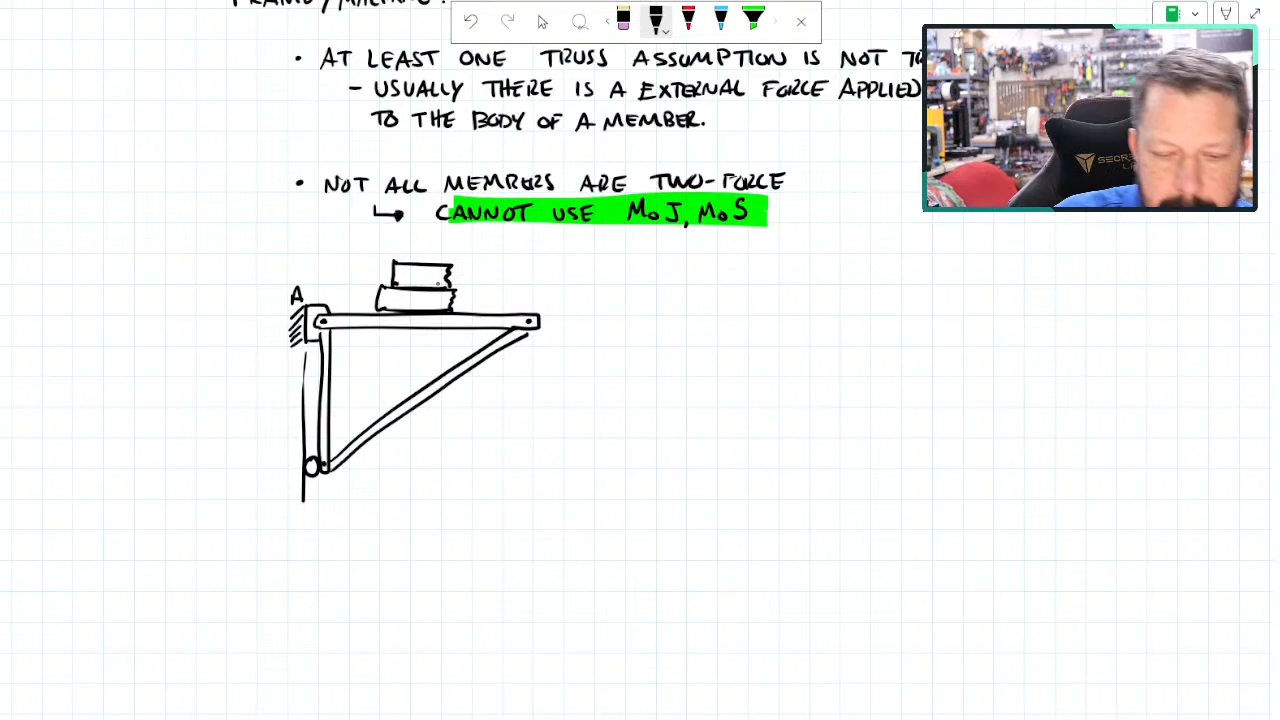 • AT LEAST ONE TRUSS ASSUMPTION IS NOT
– USUALLY THERE IS A EXTERNAL FORCE APPLIED
TO THE BODY OF A MEMBER.
• NOT ALL MEMBERS ARE TWO-FORCE
↳ CANNOT USE MoJ, MoS
A